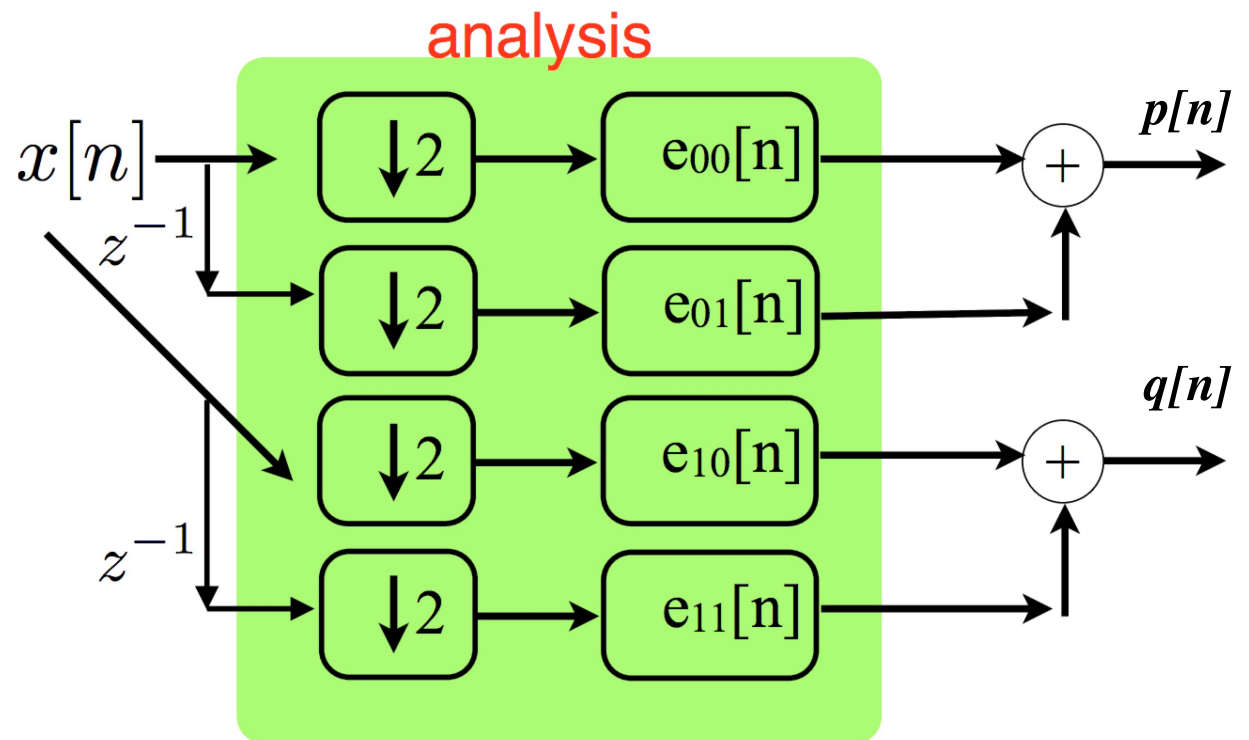 analysis
x[n]
↓2
e₀₀[n]
+
p[n]
z⁻¹
↓2
e₀₁[n]
↓2
e₁₀[n]
+
q[n]
z⁻¹
↓2
e₁₁[n]